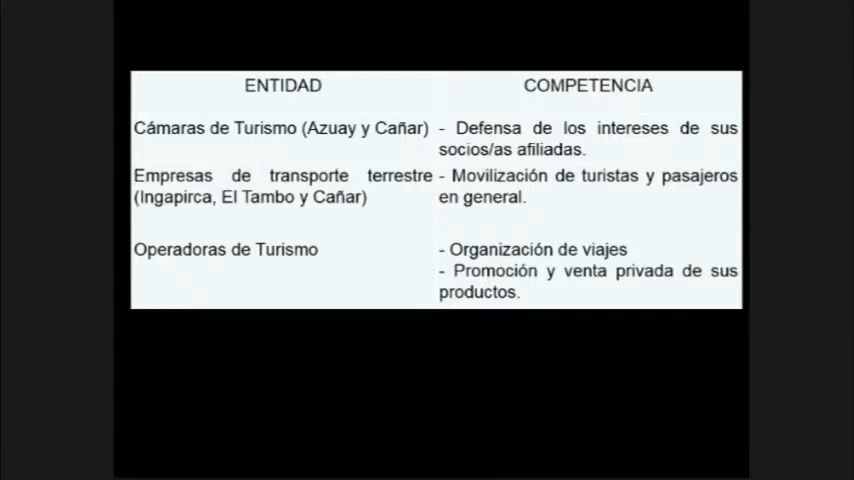 ENTIDAD COMPETENCIA
Cámaras de Turismo (Azuay y Cañar) - Defensa de los intereses de sus
socios/as afiliadas.
Empresas de transporte terrestre - Movilización de turistas y pasajeros
(Ingapirca, El Tambo y Cañar) en general.
Operadoras de Turismo - Organización de viajes
- Promoción y venta privada de sus
productos.